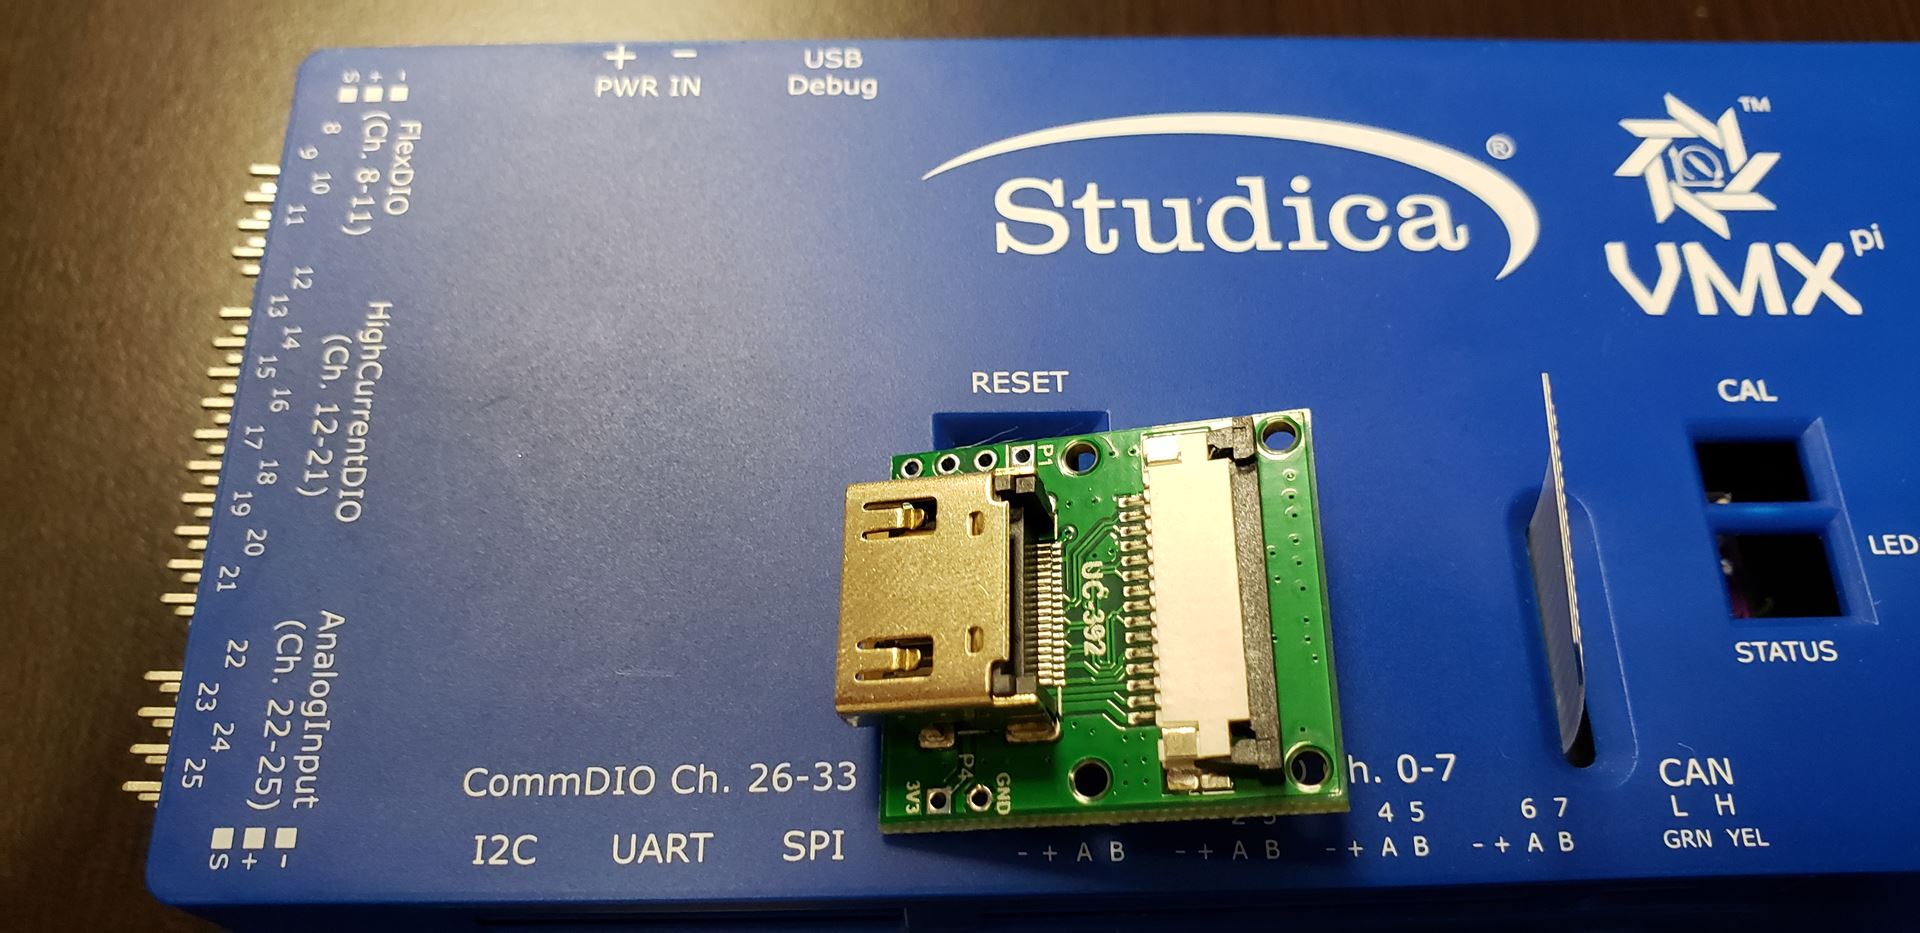 + -
PWR IN
USB
Debug
Studica®
™
VMXpi
- + S
FlexDIO
(Ch. 8-11)
8 9 10 11
HighCurrentDIO
(Ch. 12-21)
12 13 14 15 16 17 18 19 20 21
AnalogInput
(Ch. 22-25)
22 23 24 25
- + S
RESET
CAL
LED
STATUS
P1
UC-392
P4
3V3
GND
CommDIO Ch. 26-33
I2C UART SPI
h. 0-7
4 5
6 7
- + A B
- + A B
- + A B
- + A B
CAN
L H
GRN YEL